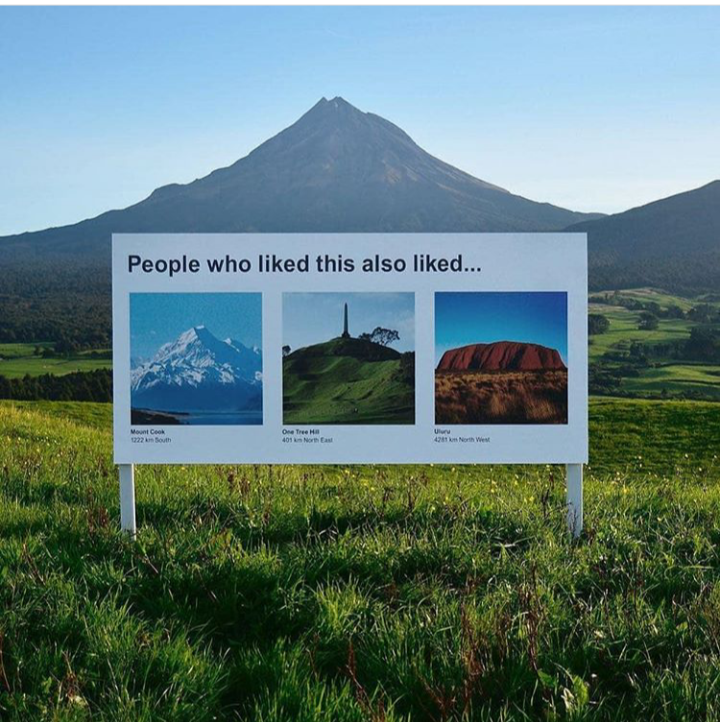 People who liked this also liked...
Mount Cook
1222 km South
One Tree Hill
401 km North East
Uluru
4281 km North West